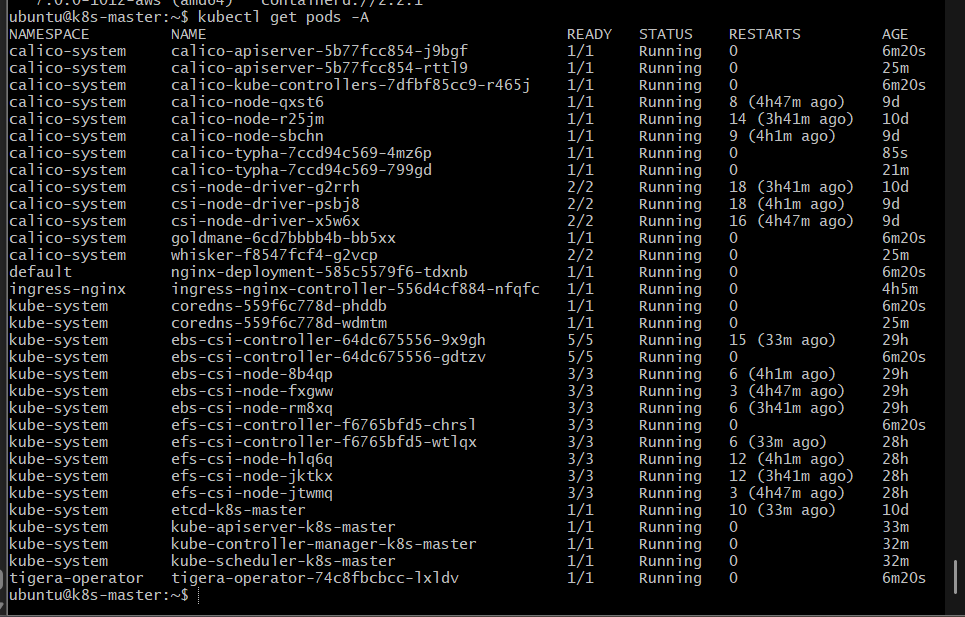 ubuntu@k8s-master:~$ kubectl get pods -A
NAMESPACE NAME READY STATUS RESTARTS AGE
calico-system calico-apiserver-5b77fcc854-j9bgf 1/1 Running 0 6m20s
calico-system calico-apiserver-5b77fcc854-rttl9 1/1 Running 0 25m
calico-system calico-kube-controllers-7dfbf85cc9-r465j 1/1 Running 0 6m20s
calico-system calico-node-qxst6 1/1 Running 8 (4h47m ago) 9d
calico-system calico-node-r25jm 1/1 Running 14 (3h41m ago) 10d
calico-system calico-node-sbchn 1/1 Running 9 (4h1m ago) 9d
calico-system calico-typha-7ccd94c569-4mz6p 1/1 Running 0 85s
calico-system calico-typha-7ccd94c569-799gd 1/1 Running 0 21m
calico-system csi-node-driver-g2rrh 2/2 Running 18 (3h41m ago) 10d
calico-system csi-node-driver-psbj8 2/2 Running 18 (4h1m ago) 9d
calico-system csi-node-driver-x5w6x 2/2 Running 16 (4h47m ago) 9d
calico-system goldmane-6cd7bbbb4b-bb5xx 1/1 Running 0 6m20s
calico-system whisker-f8547fcf4-g2vcp 2/2 Running 0 25m
default nginx-deployment-585c5579f6-tdxnb 1/1 Running 0 6m20s
ingress-nginx ingress-nginx-controller-556d4cf884-nfqfc 1/1 Running 0 4h5m
kube-system coredns-559f6c778d-phddb 1/1 Running 0 6m20s
kube-system coredns-559f6c778d-wdmtm 1/1 Running 0 25m
kube-system ebs-csi-controller-64dc675556-9x9gh 5/5 Running 15 (33m ago) 29h
kube-system ebs-csi-controller-64dc675556-gdtzv 5/5 Running 0 6m20s
kube-system ebs-csi-node-8b4qp 3/3 Running 6 (4h1m ago) 29h
kube-system ebs-csi-node-fxgww 3/3 Running 3 (4h47m ago) 29h
kube-system ebs-csi-node-rm8xq 3/3 Running 6 (3h41m ago) 29h
kube-system efs-csi-controller-f6765bfd5-chrsl 3/3 Running 0 6m20s
kube-system efs-csi-controller-f6765bfd5-wtlqx 3/3 Running 6 (33m ago) 28h
kube-system efs-csi-node-hlq6q 3/3 Running 12 (4h1m ago) 28h
kube-system efs-csi-node-jktkx 3/3 Running 12 (3h41m ago) 28h
kube-system efs-csi-node-jtwmq 3/3 Running 3 (4h47m ago) 28h
kube-system etcd-k8s-master 1/1 Running 10 (33m ago) 10d
kube-system kube-apiserver-k8s-master 1/1 Running 0 33m
kube-system kube-controller-manager-k8s-master 1/1 Running 0 32m
kube-system kube-scheduler-k8s-master 1/1 Running 0 32m
tigera-operator tigera-operator-74c8fbcbcc-lxldv 1/1 Running 0 6m20s
ubuntu@k8s-master:~$